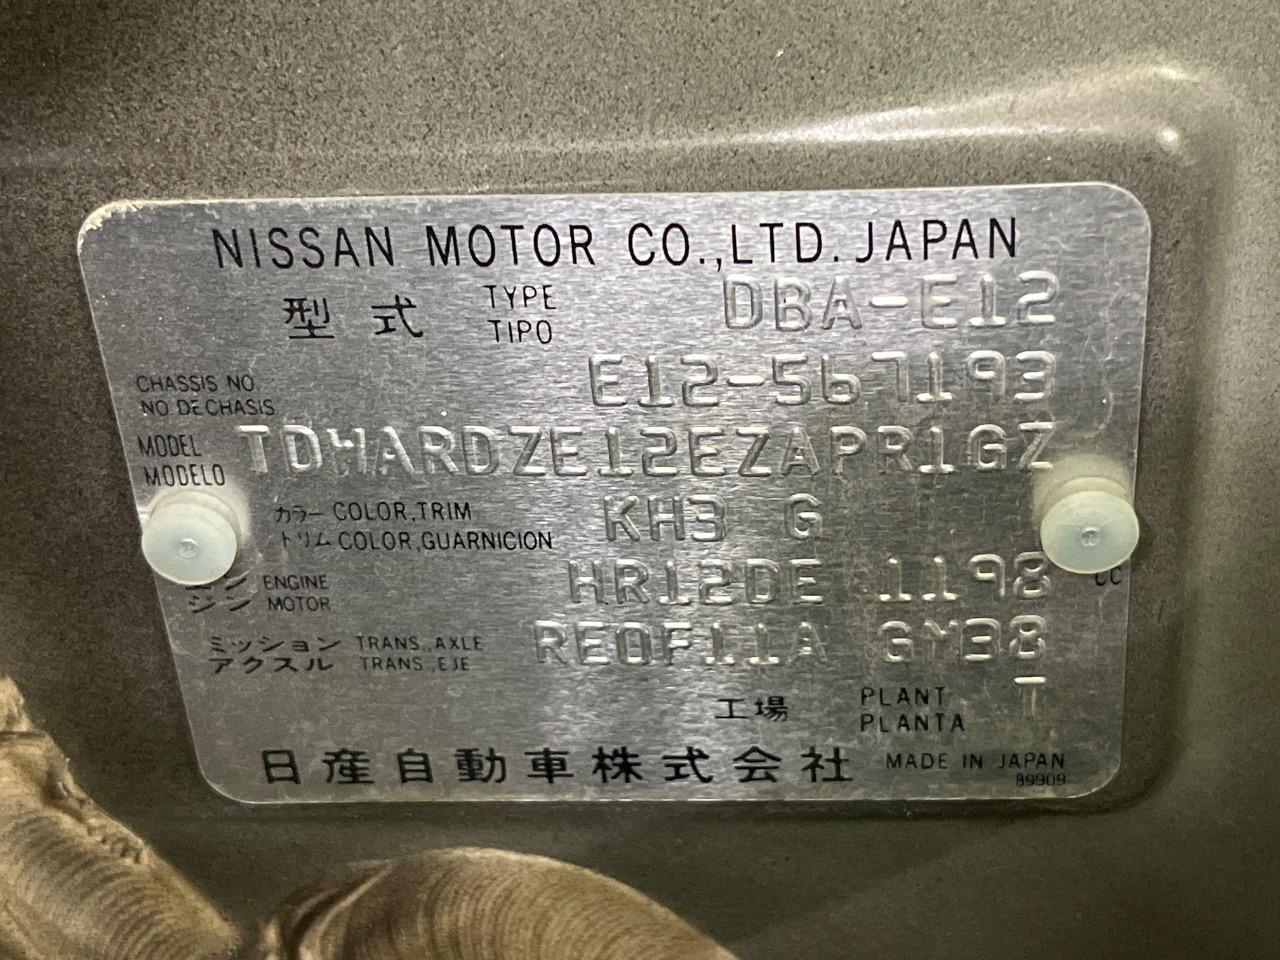 NISSAN MOTOR CO.,LTD. JAPAN
型式 TYPE TIPO DBA-E12
CHASSIS NO. NO DE CHASIS E12-567193
MODEL MODELO TDWARDZE12EZAPR1GZ
カラー COLOR,TRIM KH3 G
トリム COLOR,GUARNICION
ENGINE HR12DE 1198 CC
ジン MOTOR
ミッション TRANS.,AXLE RE0F11A GY38
アクスル TRANS.,EJE
工場 PLANT PLANTA T
日産自動車株式会社 MADE IN JAPAN
89909